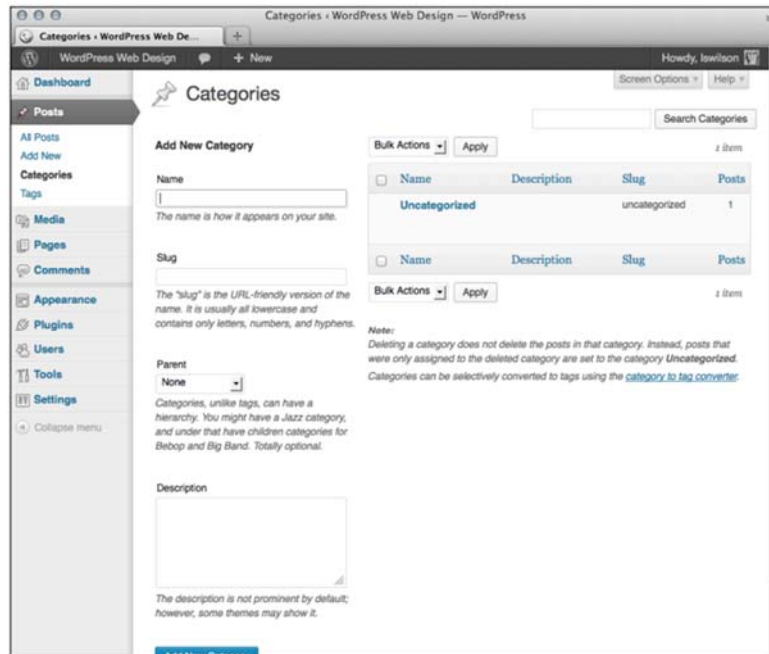 Categories ‹ WordPress Web Design — WordPress
Categories ‹ WordPress Web De...
WordPress Web Design + New Howdy, lswilson
Dashboard
Posts
All Posts
Add New
Categories
Tags
Media
Pages
Comments
Appearance
Plugins
Users
Tools
Settings
Collapse menu
Screen Options Help
Categories
Search Categories
Add New Category
Name
The name is how it appears on your site.
Slug
The "slug" is the URL-friendly version of the
name. It is usually all lowercase and
contains only letters, numbers, and hyphens.
Parent
None
Categories, unlike tags, can have a
hierarchy. You might have a Jazz category,
and under that have children categories for
Bebop and Big Band. Totally optional.
Description
The description is not prominent by default;
however, some themes may show it.
Add New Category
Bulk Actions Apply 1 item
Name Description Slug Posts
Uncategorized uncategorized 1
Name Description Slug Posts
Bulk Actions Apply 1 item
Note:
Deleting a category does not delete the posts in that category. Instead, posts that
were only assigned to the deleted category are set to the category Uncategorized.
Categories can be selectively converted to tags using the category to tag converter.